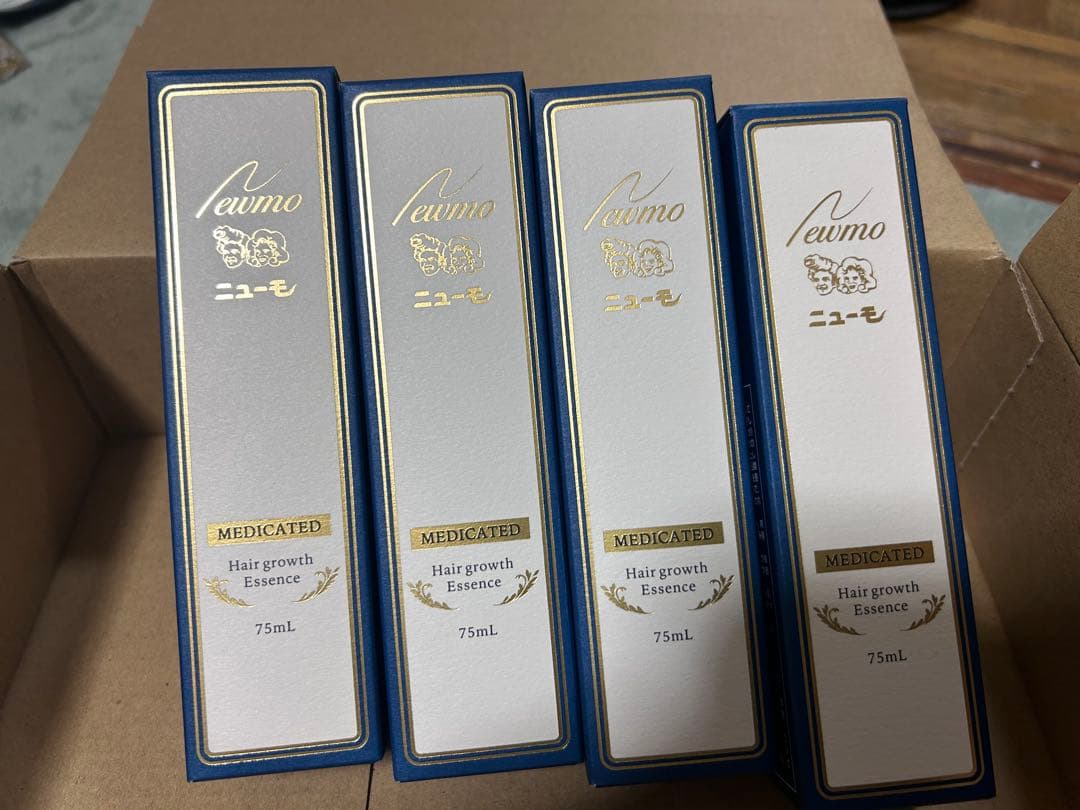 Newmo
ニューモ
MEDICATED
Hair growth
Essence
75mL
Newmo
ニューモ
MEDICATED
Hair growth
Essence
75mL
Newmo
ニューモ
MEDICATED
Hair growth
Essence
75mL
Newmo
ニューモ
MEDICATED
Hair growth
Essence
75mL